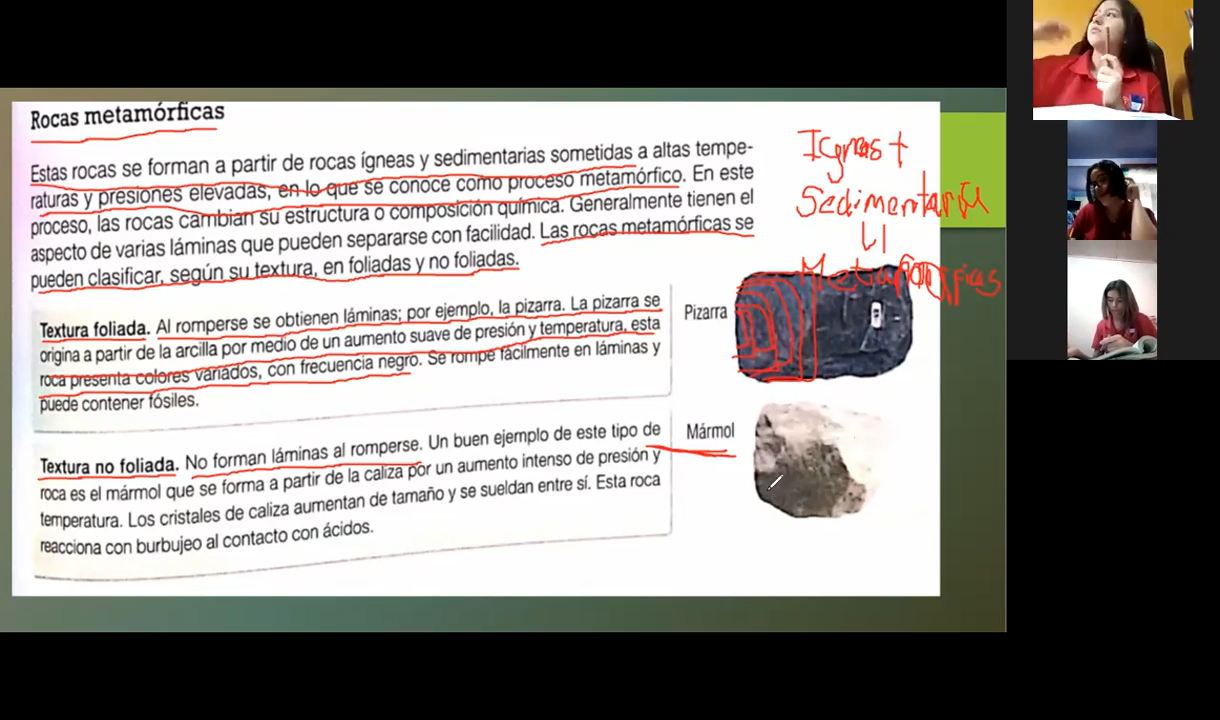 Rocas metamórficas
Estas rocas se forman a partir de rocas ígneas y sedimentarias sometidas a altas tempe-
raturas y presiones elevadas, en lo que se conoce como proceso metamórfico. En este
proceso, las rocas cambian su estructura o composición química. Generalmente tienen el
aspecto de varias láminas que pueden separarse con facilidad. Las rocas metamórficas se
pueden clasificar, según su textura, en foliadas y no foliadas.
Textura foliada. Al romperse se obtienen láminas; por ejemplo, la pizarra. La pizarra se
origina a partir de la arcilla por medio de un aumento suave de presión y temperatura, esta
roca presenta colores variados, con frecuencia negro. Se rompe fácilmente en láminas y
puede contener fósiles.
Textura no foliada. No forman láminas al romperse. Un buen ejemplo de este tipo de
roca es el mármol que se forma a partir de la caliza por un aumento intenso de presión y
temperatura. Los cristales de caliza aumentan de tamaño y se sueldan entre sí. Esta roca
reacciona con burbujeo al contacto con ácidos.
Igneas +
Sedimentaria
Metamorficas
Pizarra
Mármol